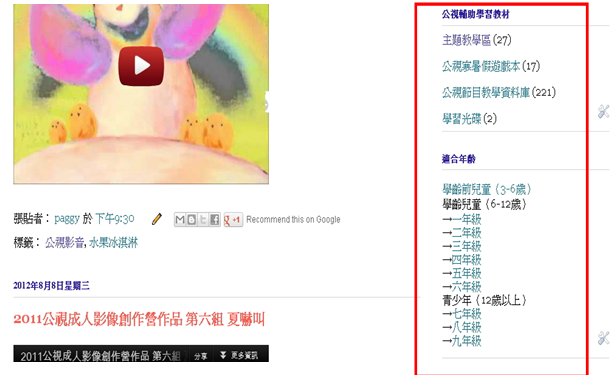 張貼者： paggy 於 下午9:30
Recommend this on Google
標籤： 公視影音, 水果冰淇淋
2012年8月8日星期三
2011公視成人影像創作營作品 第六組 夏嚇叫
2011公視成人影像創作營作品 第六組
分享
更多資訊
公視輔助學習教材
主題教學區 (27)
公視寒暑假遊戲本 (17)
公視節目教學資料庫 (221)
學習光碟 (2)
適合年齡
學齡前兒童（3-6歲）
學齡兒童（6-12歲）
→一年級
→二年級
→三年級
→四年級
→五年級
→六年級
青少年（12歲以上）
→七年級
→八年級
→九年級